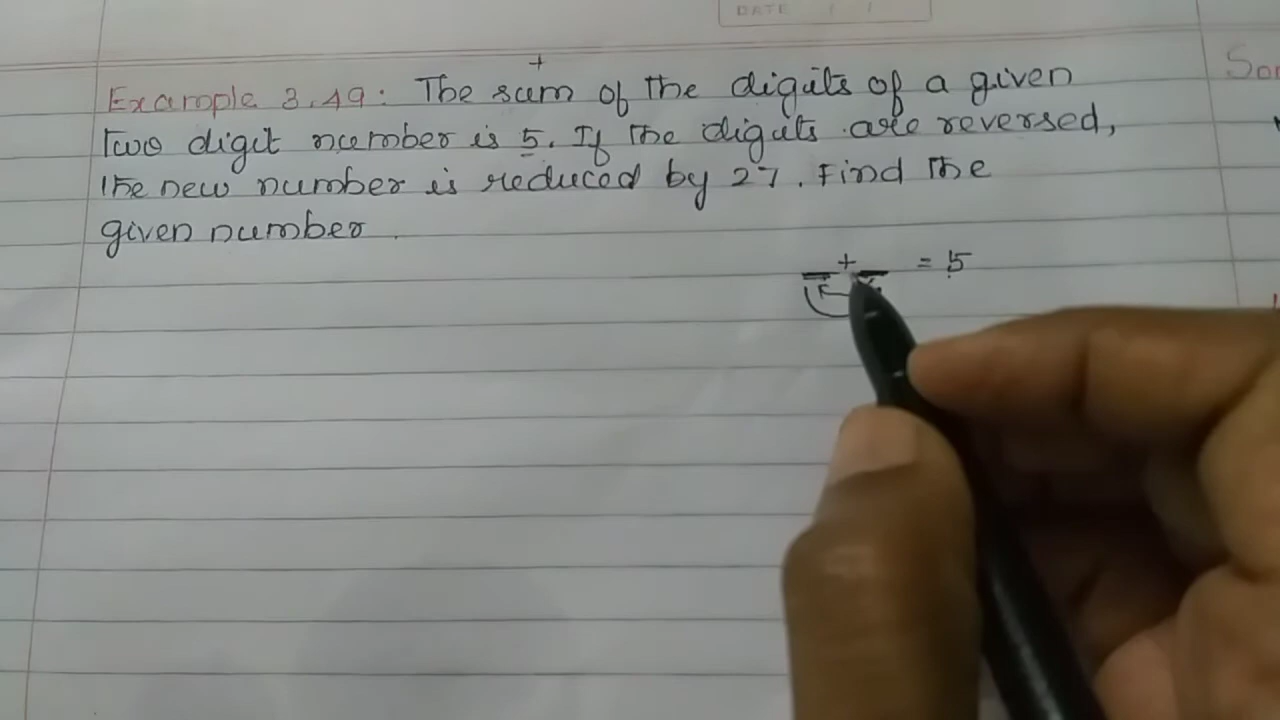 DATE / /
+
Example 3.49: The sum of the digits of a given
two digit number is 5. If the digits are reversed,
the new number is reduced by 27. Find the
given number.
+ = 5